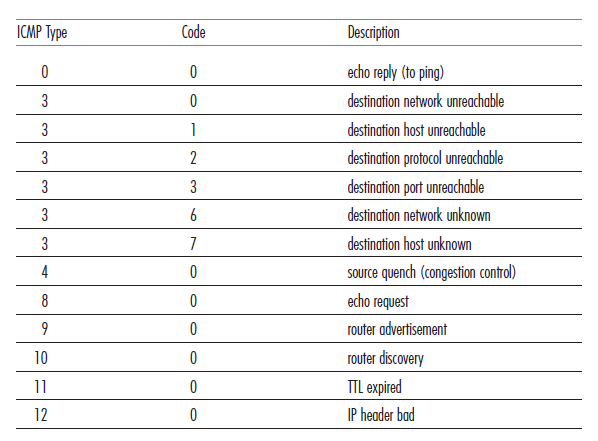 ICMP Type Code Description
0 0 echo reply (to ping)
3 0 destination network unreachable
3 1 destination host unreachable
3 2 destination protocol unreachable
3 3 destination port unreachable
3 6 destination network unknown
3 7 destination host unknown
4 0 source quench (congestion control)
8 0 echo request
9 0 router advertisement
10 0 router discovery
11 0 TTL expired
12 0 IP header bad